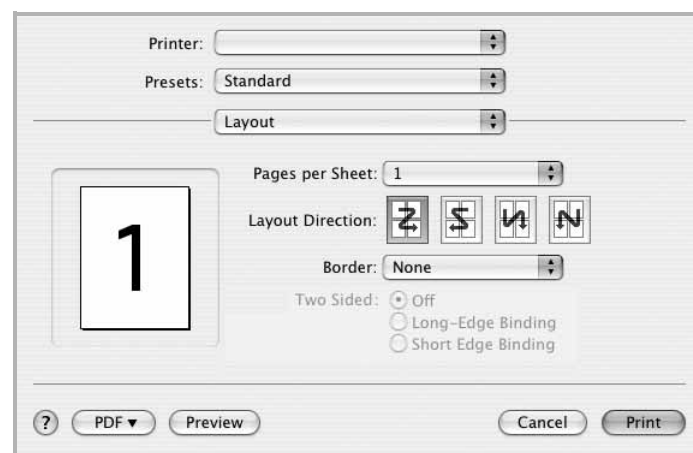 Printer:
Presets: Standard
Layout
Pages per Sheet: 1
Layout Direction:
1
Border: None
Two Sided: Off
Long-Edge Binding
Short Edge Binding
? PDF▼ Preview Cancel Print